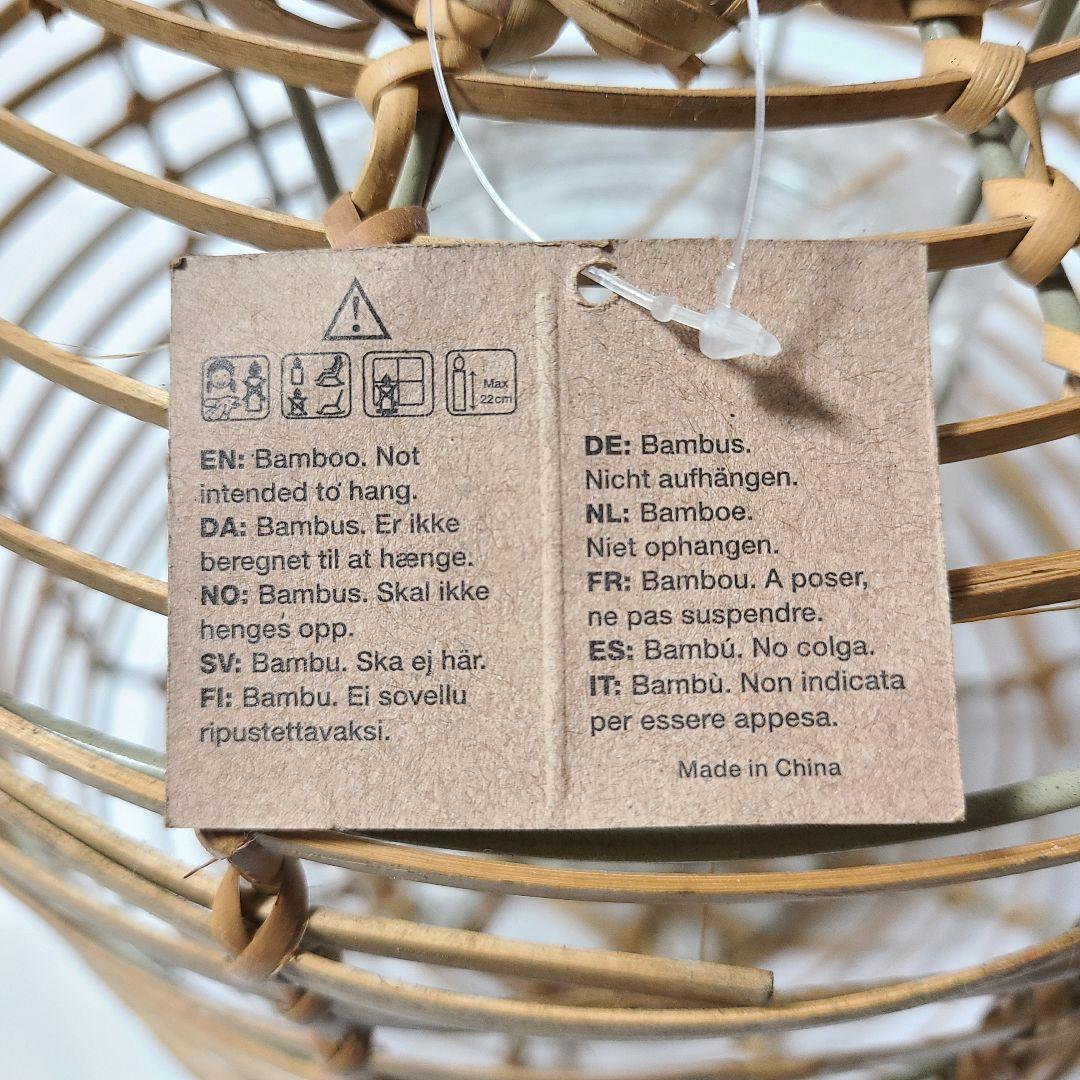 Max
22cm
EN: Bamboo. Not
intended to hang.
DA: Bambus. Er ikke
beregnet til at hænge.
NO: Bambus. Skal ikke
henges opp.
SV: Bambu. Ska ej här.
FI: Bambu. Ei sovellu
ripustettavaksi.
DE: Bambus.
Nicht aufhängen.
NL: Bamboe.
Niet ophangen.
FR: Bambou. A poser,
ne pas suspendre.
ES: Bambú. No colga.
IT: Bambù. Non indicata
per essere appesa.
Made in China